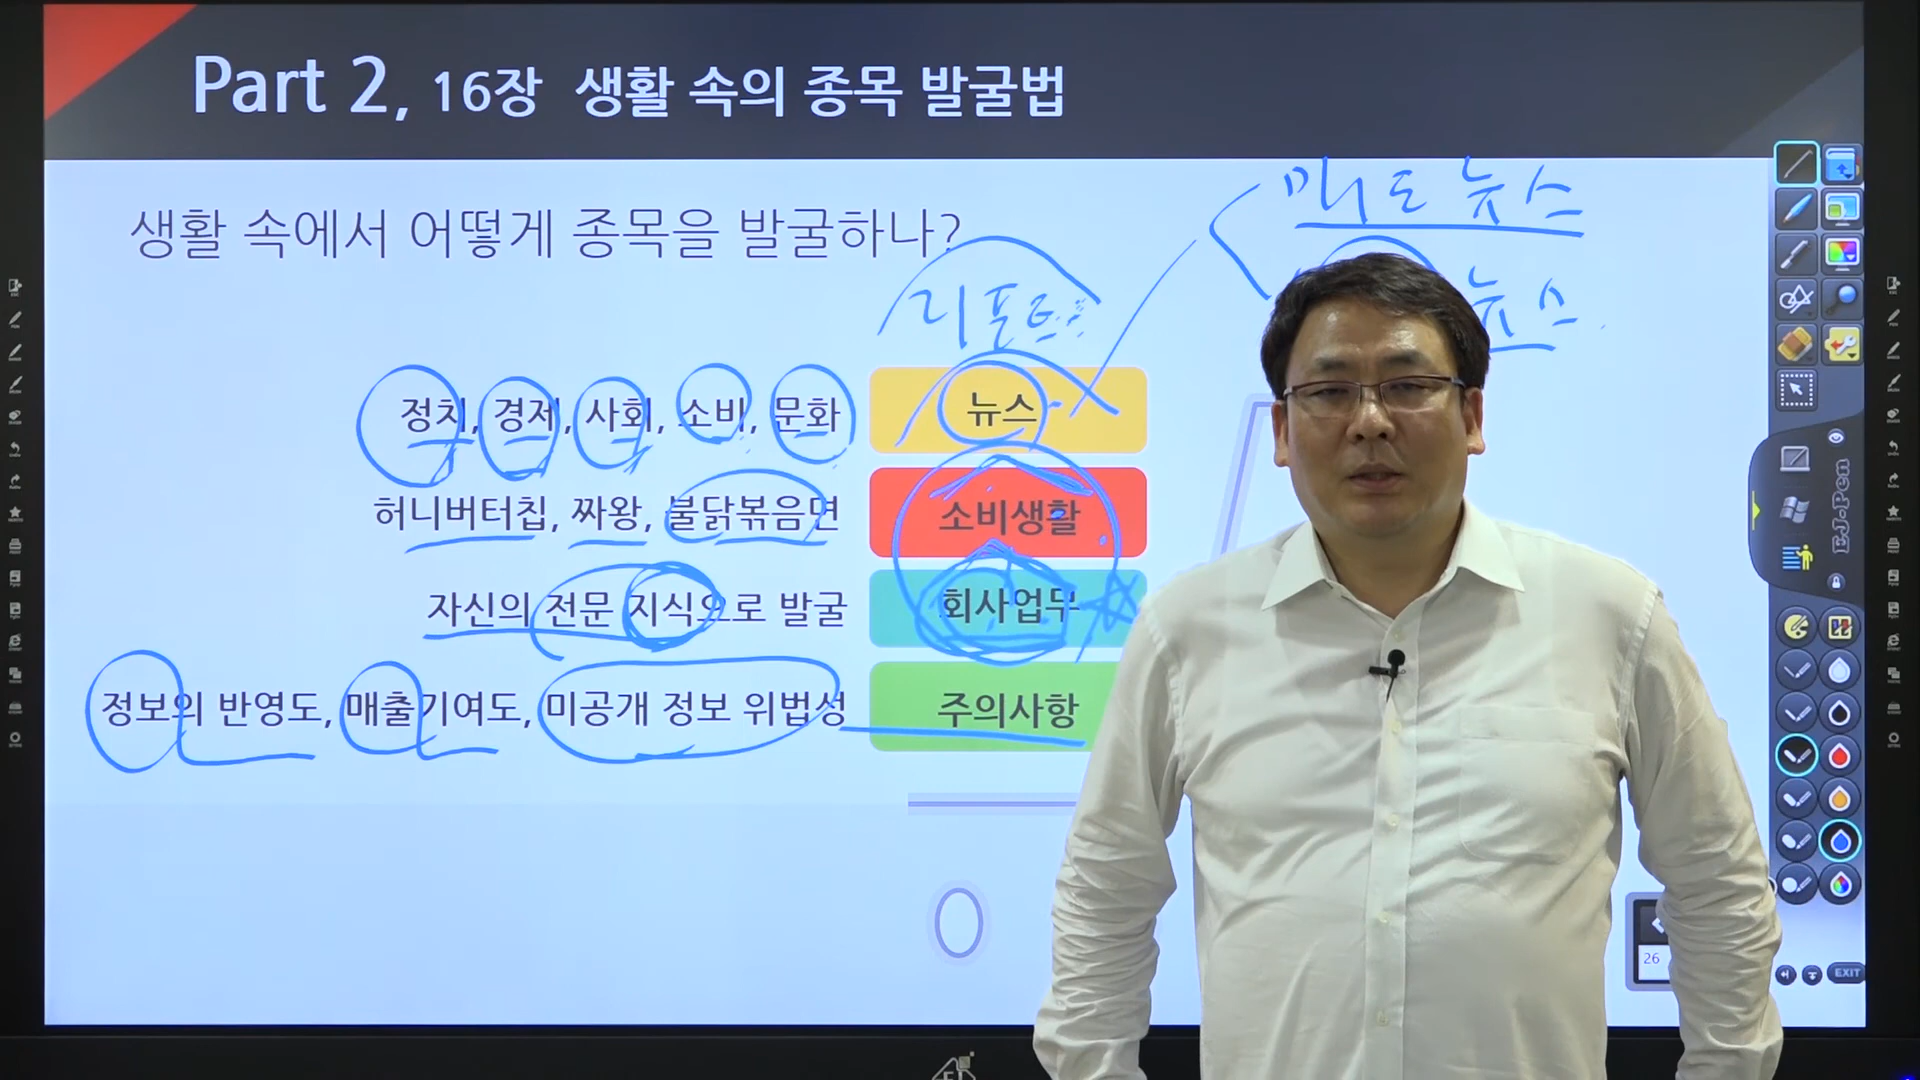 Part 2, 16장 생활 속의 종목 발굴법
생활 속에서 어떻게 종목을 발굴하나?
매도 뉴스
뉴스
리포트
정치, 경제, 사회, 소비, 문화 뉴스
허니버터칩, 짜왕, 불닭볶음면 소비생활
자신의 전문 지식으로 발굴 회사업무
정보의 반영도, 매출기여도, 미공개 정보 위법성 주의사항
E.J-Pen
26
EXIT